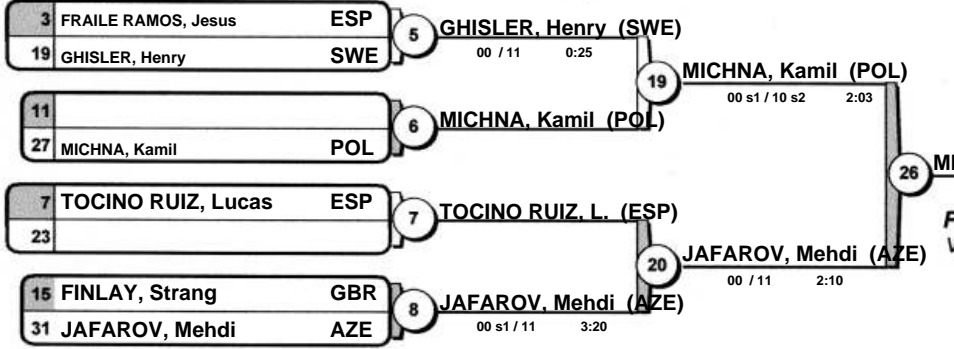 3 FRAILE RAMOS, Jesus ESP
19 GHISLER, Henry SWE
5
GHISLER, Henry (SWE)
00 / 11 0:25
11
27 MICHNA, Kamil POL
6
MICHNA, Kamil (POL)
19
MICHNA, Kamil (POL)
00 s1 / 10 s2 2:03
7 TOCINO RUIZ, Lucas ESP
23
7
TOCINO RUIZ, L. (ESP)
15 FINLAY, Strang GBR
31 JAFAROV, Mehdi AZE
8
JAFAROV, Mehdi (AZE)
00 s1 / 11 3:20
20
JAFAROV, Mehdi (AZE)
00 / 11 2:10
26